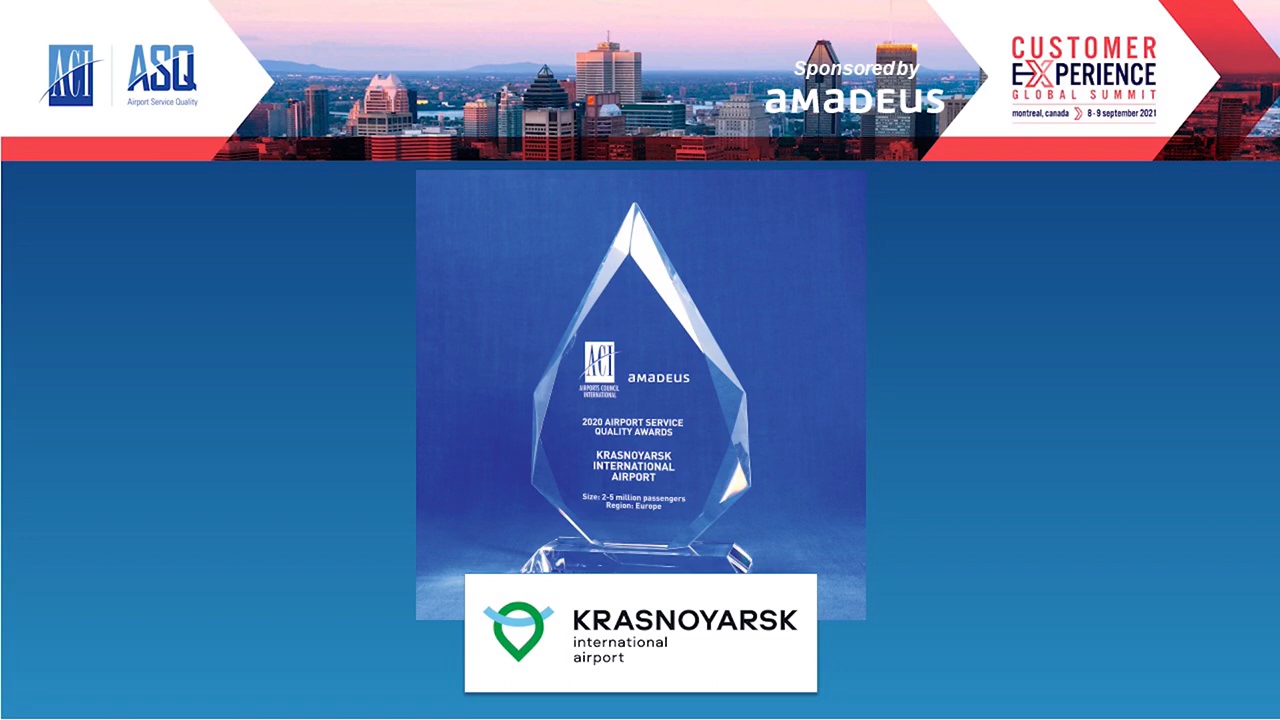 ACI
ASQ
Airport Service Quality
Sponsored by
aMaDEUS
CUSTOMER
EXPERIENCE
GLOBAL SUMMIT
montreal, canada
8 - 9 september 2021
ACI
AIRPORTS COUNCIL
INTERNATIONAL
aMaDEUS
2020 AIRPORT SERVICE
QUALITY AWARDS
KRASNOYARSK
INTERNATIONAL
AIRPORT
Size: 2-5 million passengers
Region: Europe
KRASNOYARSK
international
airport